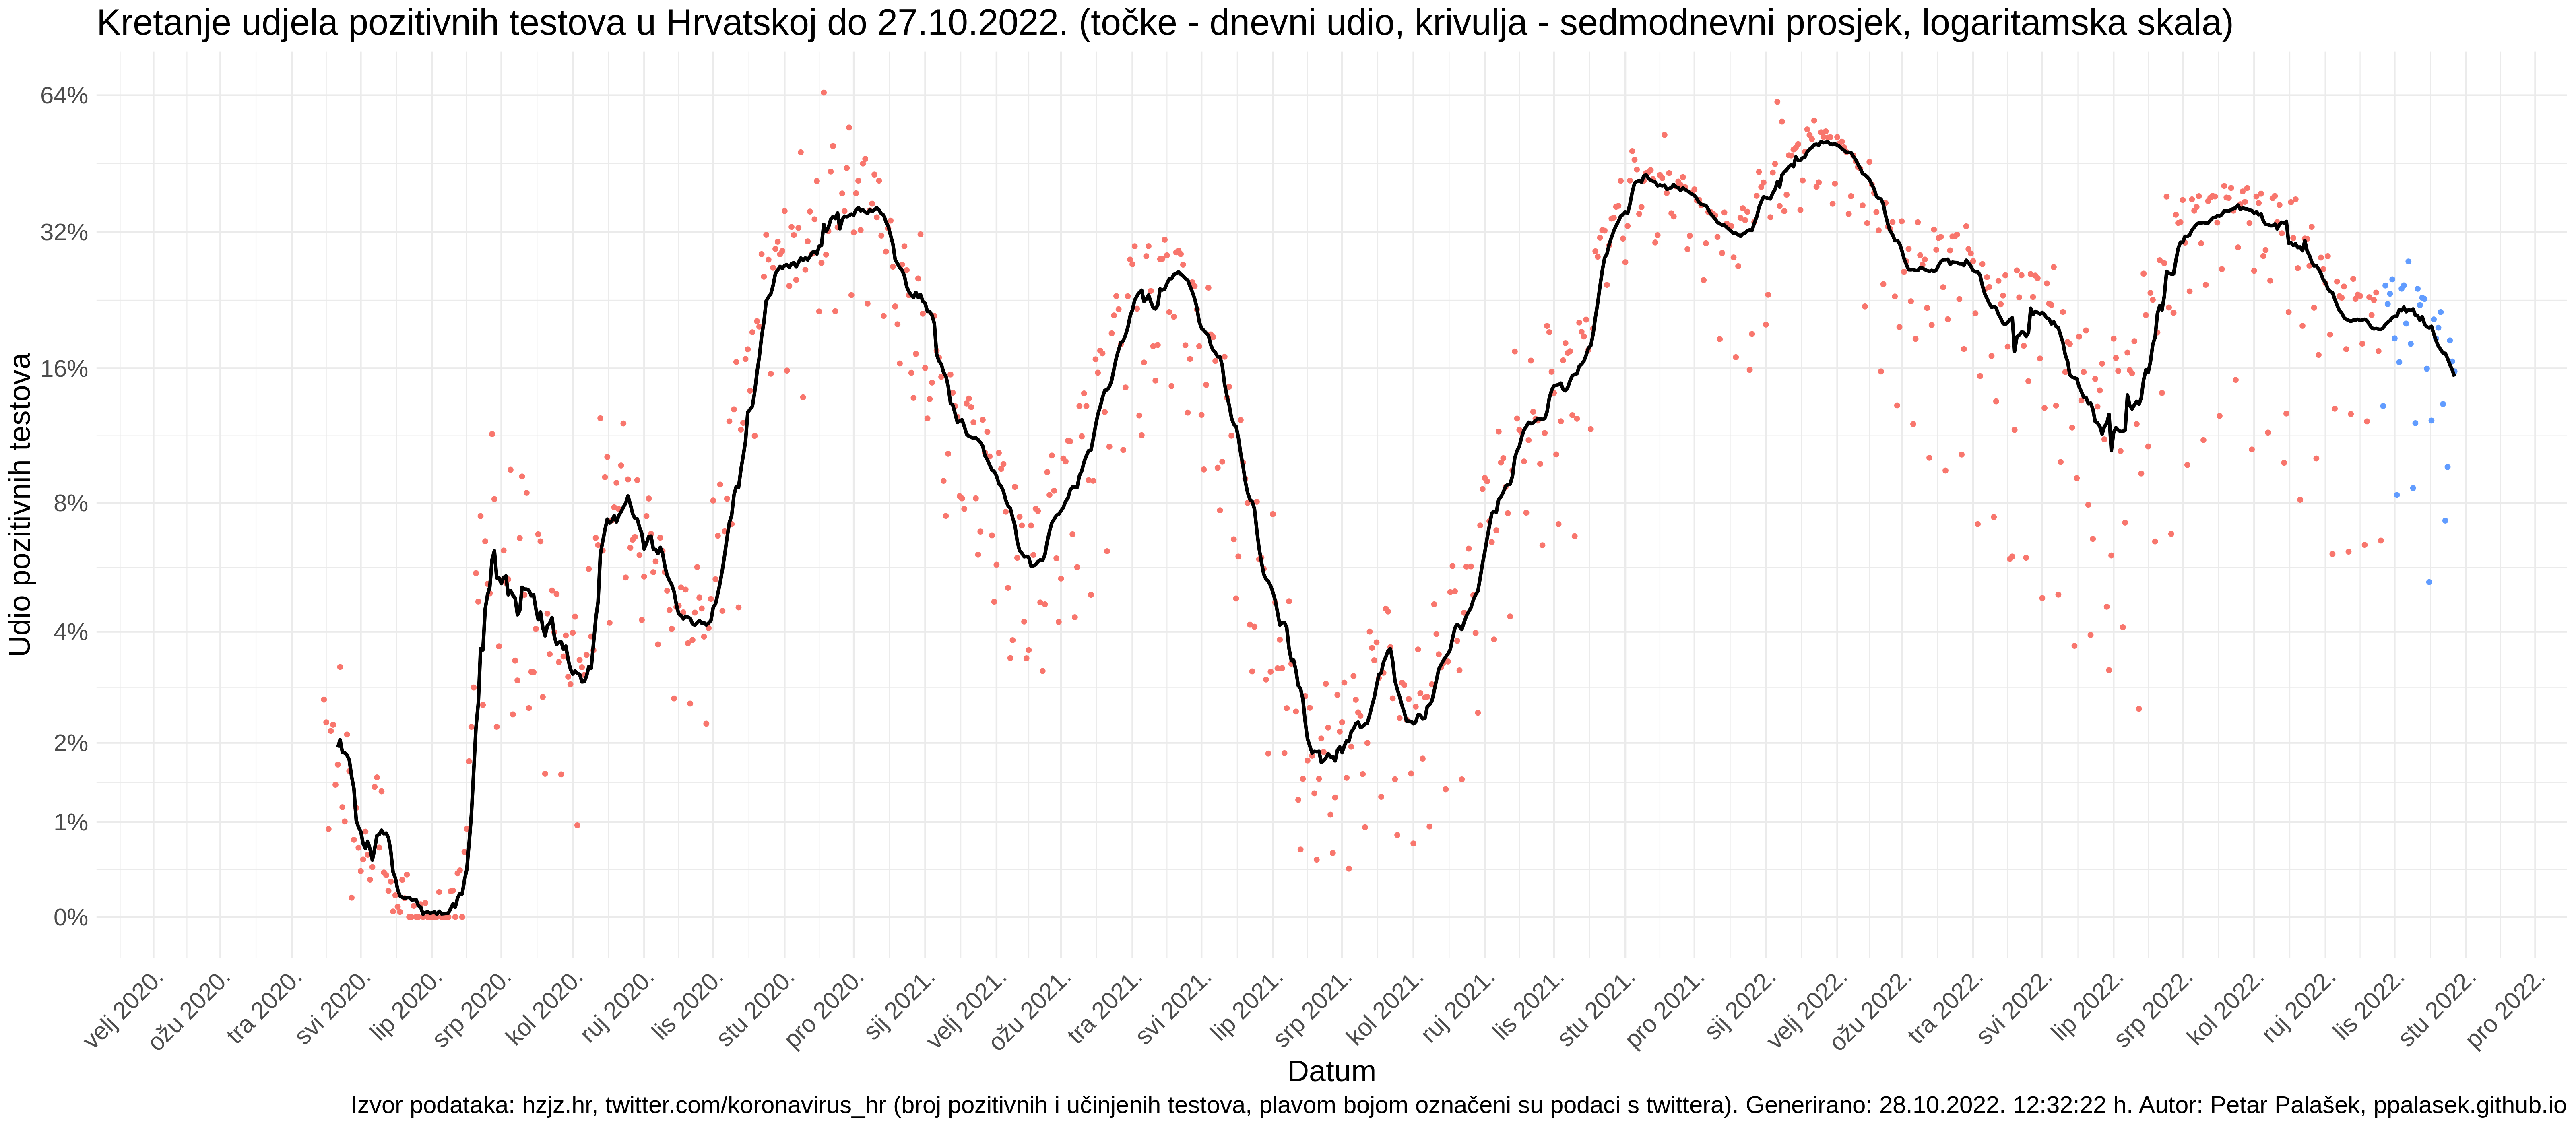 Kretanje udjela pozitivnih testova u Hrvatskoj do 27.10.2022. (točke - dnevni udio, krivulja - sedmodnevni prosjek, logaritamska skala)
Udio pozitivnih testova
64%
32%
16%
8%
4%
2%
1%
0%
velj 2020.
ožu 2020.
tra 2020.
svi 2020.
lip 2020.
srp 2020.
kol 2020.
ruj 2020.
lis 2020.
stu 2020.
pro 2020.
sij 2021.
velj 2021.
ožu 2021.
tra 2021.
svi 2021.
lip 2021.
srp 2021.
kol 2021.
ruj 2021.
lis 2021.
stu 2021.
pro 2021.
sij 2022.
velj 2022.
ožu 2022.
tra 2022.
svi 2022.
lip 2022.
srp 2022.
kol 2022.
ruj 2022.
lis 2022.
stu 2022.
pro 2022.
Datum
Izvor podataka: hzjz.hr, twitter.com/koronavirus_hr (broj pozitivnih i učinjenih testova, plavom bojom označeni su podaci s twittera). Generirano: 28.10.2022. 12:32:22 h. Autor: Petar Palašek, ppalasek.github.io